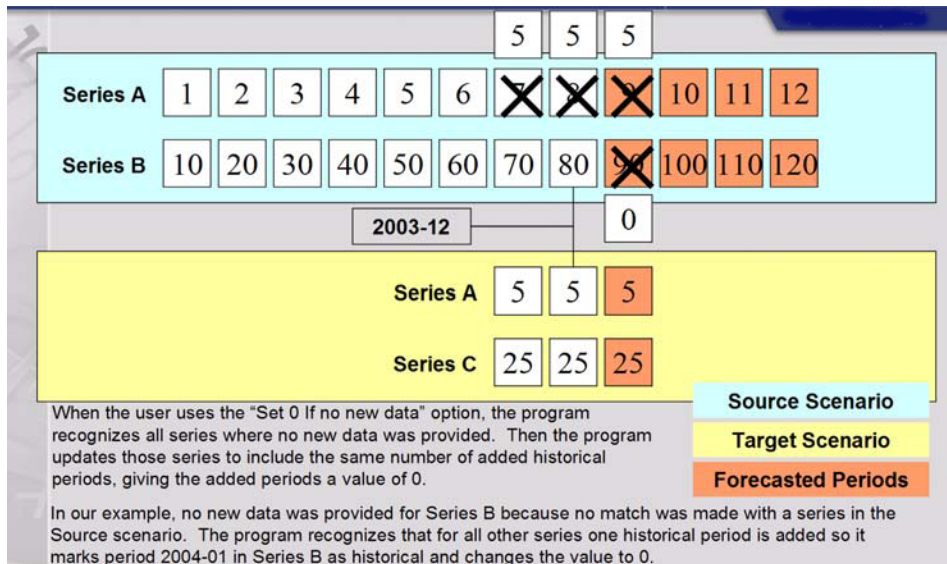 5 5 5
Series A 1 2 3 4 5 6 7 8 9 10 11 12
Series B 10 20 30 40 50 60 70 80 90 100 110 120
2003-12
0
Series A 5 5 5
Series C 25 25 25
When the user uses the “Set 0 If no new data” option, the program
recognizes all series where no new data was provided. Then the program
updates those series to include the same number of added historical
periods, giving the added periods a value of 0.
Source Scenario
Target Scenario
Forecasted Periods
In our example, no new data was provided for Series B because no match was made with a series in the
Source scenario. The program recognizes that for all other series one historical period is added so it
marks period 2004-01 in Series B as historical and changes the value to 0.